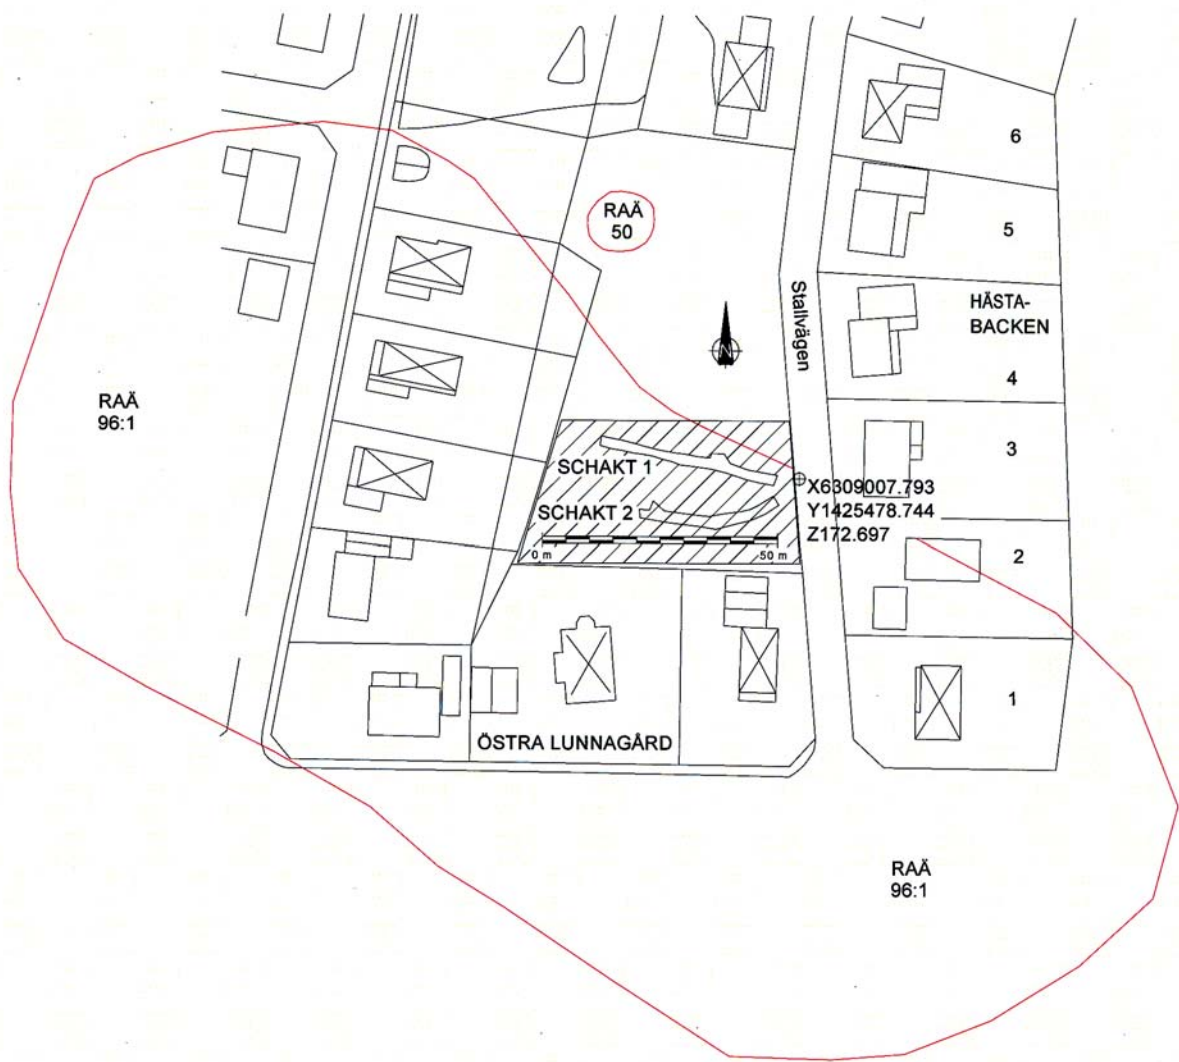 6
RAÄ
50
5
Stallvägen
HÄSTA-
BACKEN
N
4
RAÄ
96:1
3
SCHAKT 1
X6309007.793
SCHAKT 2
Y1425478.744
Z172.697
0 m
50 m
2
1
ÖSTRA LUNNAGÅRD
RAÄ
96:1